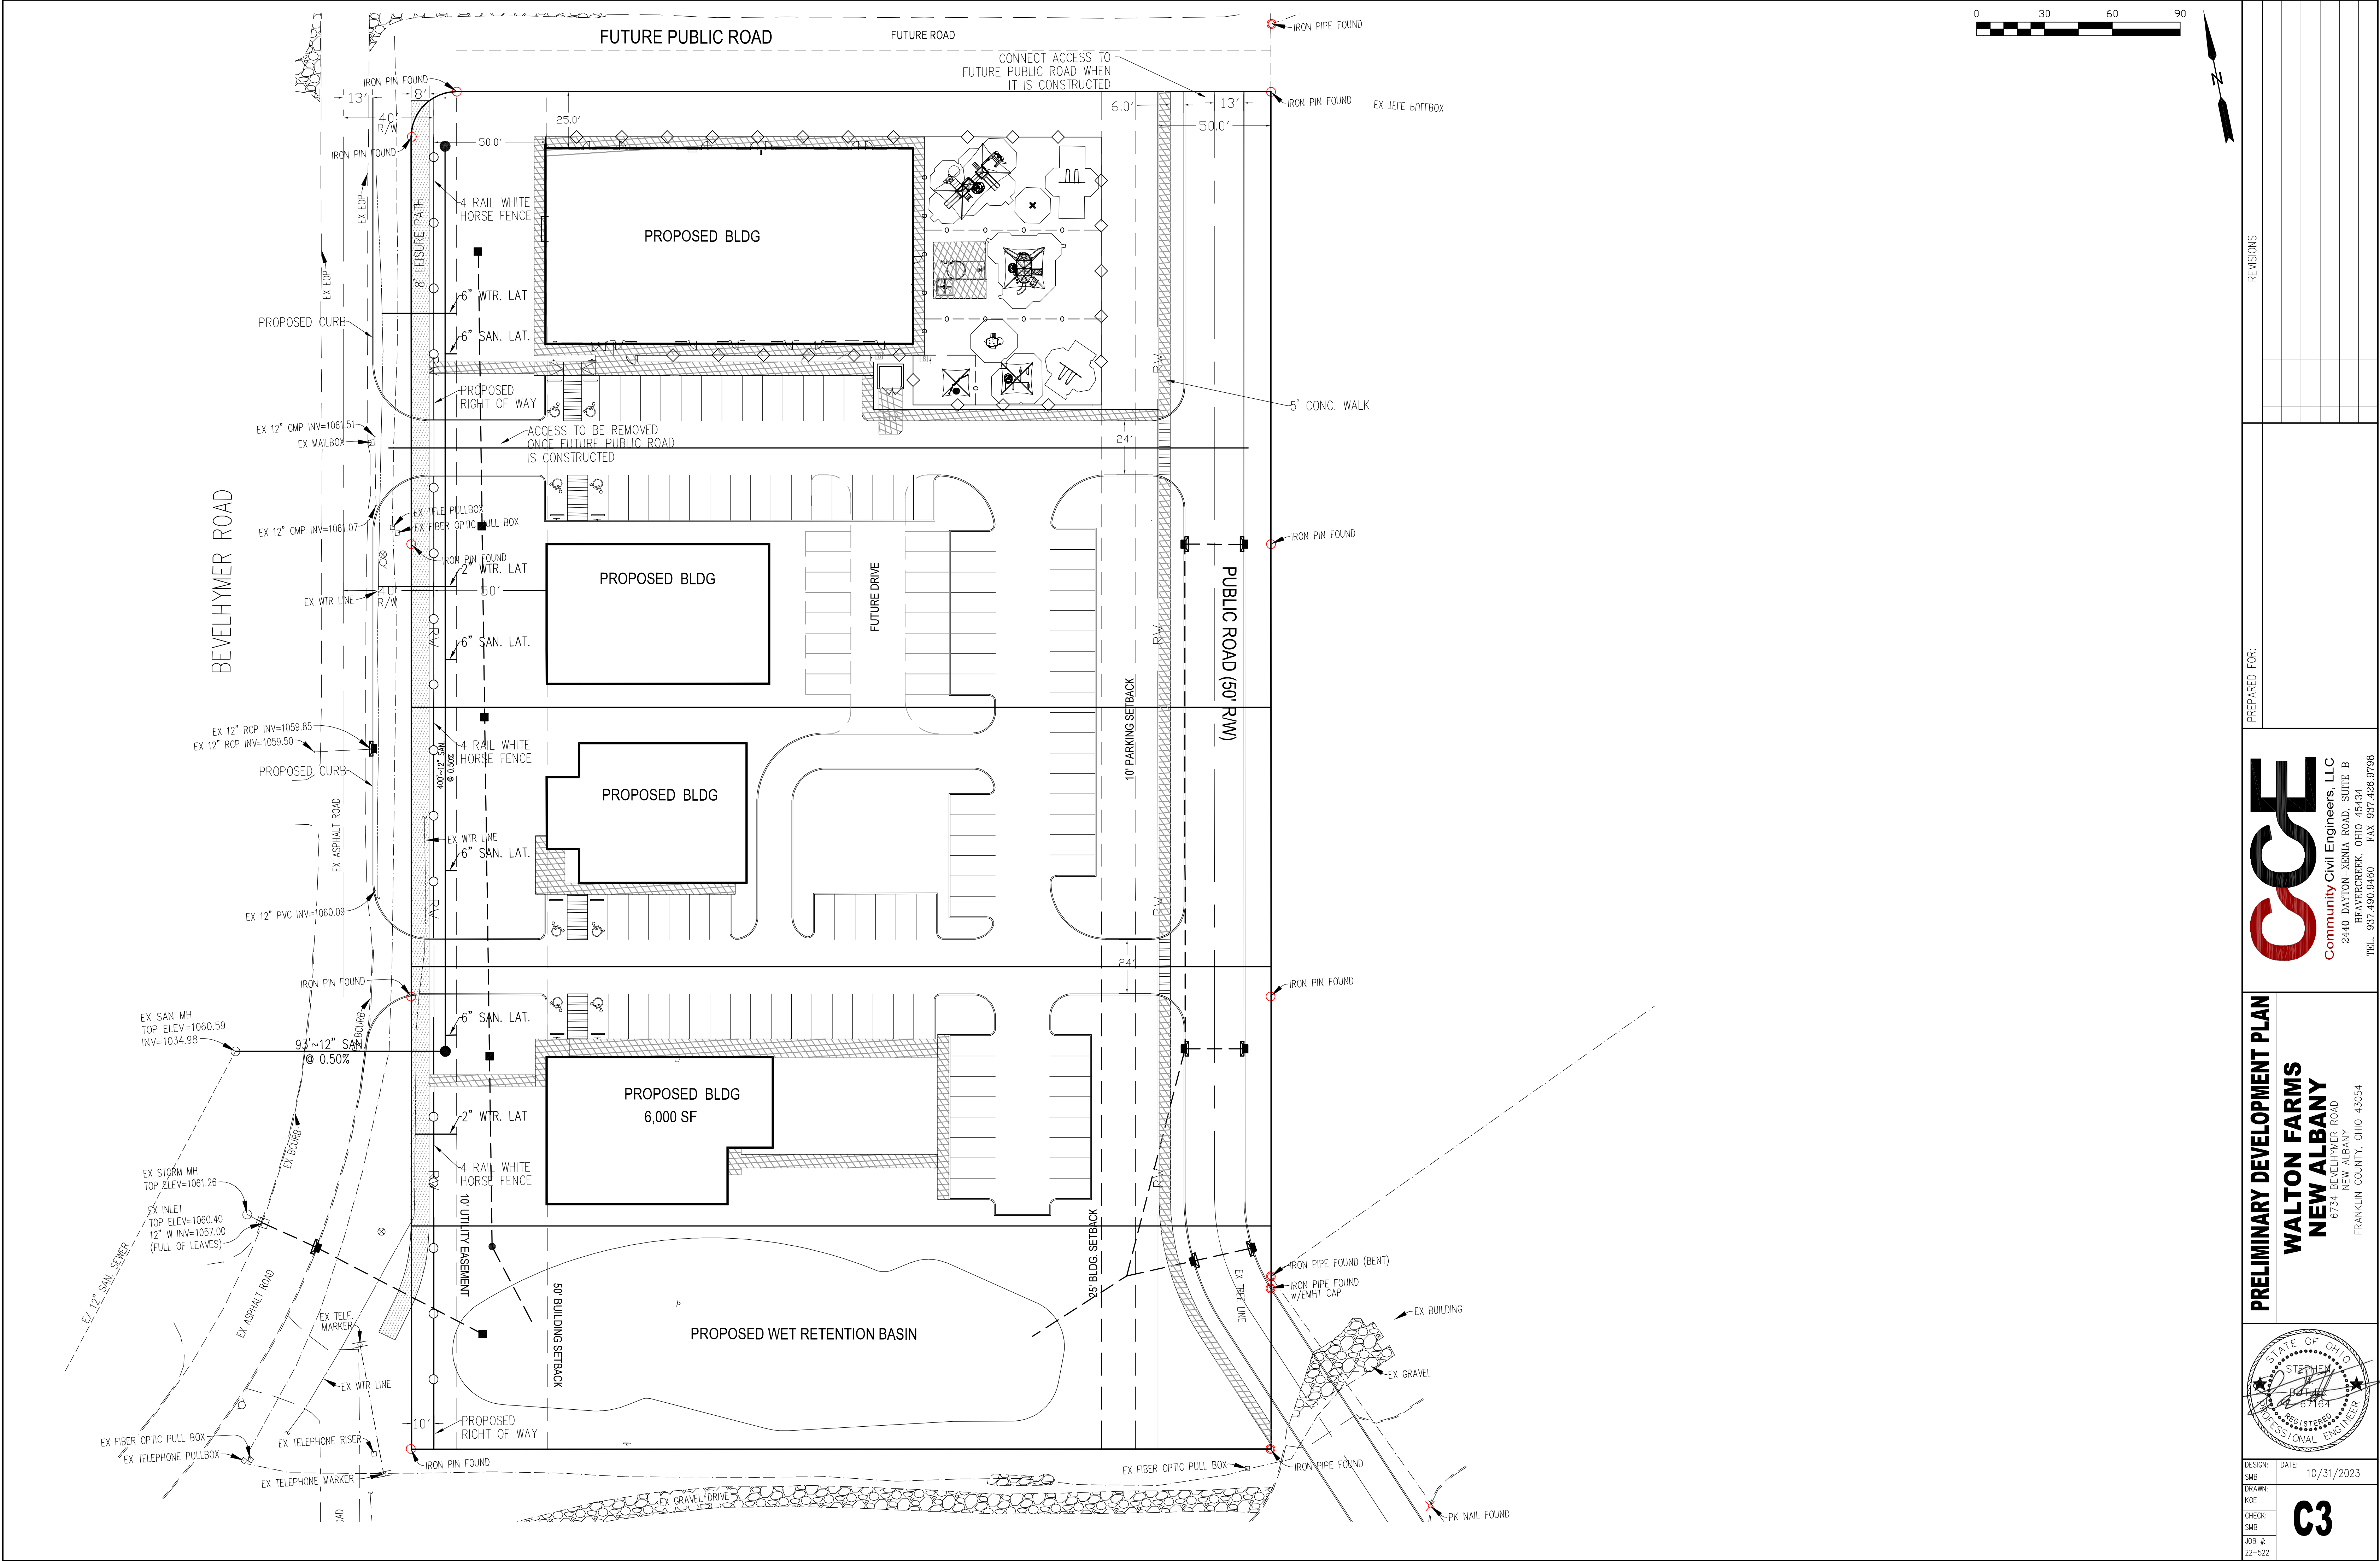 FUTURE PUBLIC ROAD
FUTURE ROAD
IRON PIPE FOUND
0 30 60 90
N
CONNECT ACCESS TO
FUTURE PUBLIC ROAD WHEN
IT IS CONSTRUCTED
IRON PIN FOUND
13'
8'
40'
R/W
IRON PIN FOUND
50.0'
25.0'
6.0'
13'
50.0'
IRON PIN FOUND
EX TELE PULLBOX
EX EOP
EX EOP
8' LEISURE PATH
4 RAIL WHITE
HORSE FENCE
PROPOSED BLDG
6" WTR. LAT
PROPOSED CURB
6" SAN. LAT.
PROPOSED
RIGHT OF WAY
R/W
5' CONC. WALK
EX 12" CMP INV=1061.51
EX MAILBOX
ACCESS TO BE REMOVED
ONCE FUTURE PUBLIC ROAD
IS CONSTRUCTED
24'
BEVELHYMER ROAD
EX TELE PULLBOX
EX FIBER OPTIC PULL BOX
EX 12" CMP INV=1061.07
IRON PIN FOUND
2" WTR. LAT
40'
R/W
50'
EX WTR LINE
PROPOSED BLDG
FUTURE DRIVE
IRON PIN FOUND
PUBLIC ROAD (50' R/W)
R/W
R/W
6" SAN. LAT.
10' PARKING SETBACK
EX 12" RCP INV=1059.85
EX 12" RCP INV=1059.50
PROPOSED CURB
4 RAIL WHITE
HORSE FENCE
400'~12" SAN.
@ 0.50%
PROPOSED BLDG
EX ASPHALT ROAD
EX WTR LINE
6" SAN. LAT.
R/W
R/W
EX 12" PVC INV=1060.09
24'
IRON PIN FOUND
IRON PIN FOUND
EX SAN MH
TOP ELEV=1060.59
INV=1034.98
93'~12" SAN.
@ 0.50%
EX BCURB
6" SAN. LAT.
PROPOSED BLDG
6,000 SF
2" WTR. LAT
EX BCURB
4 RAIL WHITE
HORSE FENCE
R/W
R/W
EX STORM MH
TOP ELEV=1061.26
EX INLET
TOP ELEV=1060.40
12" W INV=1057.00
(FULL OF LEAVES)
10' UTILITY EASEMENT
50' BUILDING SETBACK
25' BLDG. SETBACK
EX 12" SAN. SEWER
EX ASPHALT ROAD
EX TELE.
MARKER
PROPOSED WET RETENTION BASIN
EX TREE LINE
IRON PIPE FOUND (BENT)
IRON PIPE FOUND
w/EMHT CAP
EX BUILDING
EX GRAVEL
EX WTR LINE
10'
PROPOSED
RIGHT OF WAY
EX FIBER OPTIC PULL BOX
EX TELEPHONE PULLBOX
EX TELEPHONE RISER
EX TELEPHONE MARKER
IRON PIN FOUND
EX FIBER OPTIC PULL BOX
IRON PIPE FOUND
EX GRAVEL DRIVE
PK NAIL FOUND
REVISIONS
PREPARED FOR:
CCE
Community Civil Engineers, LLC
2440 DAYTON-XENIA ROAD, SUITE B
BEAVERCREEK, OHIO 45434
TEL. 937.490.9460 FAX 937.426.9798
PRELIMINARY DEVELOPMENT PLAN
WALTON FARMS
NEW ALBANY
6734 BEVELHYMER ROAD
NEW ALBANY
FRANKLIN COUNTY, OHIO 43054
STATE OF OHIO
STEPHEN
BUTLER
67164
REGISTERED
PROFESSIONAL ENGINEER
DESIGN:
SMB
DATE:
10/31/2023
DRAWN:
KOE
CHECK:
SMB
C3
JOB #:
22-522